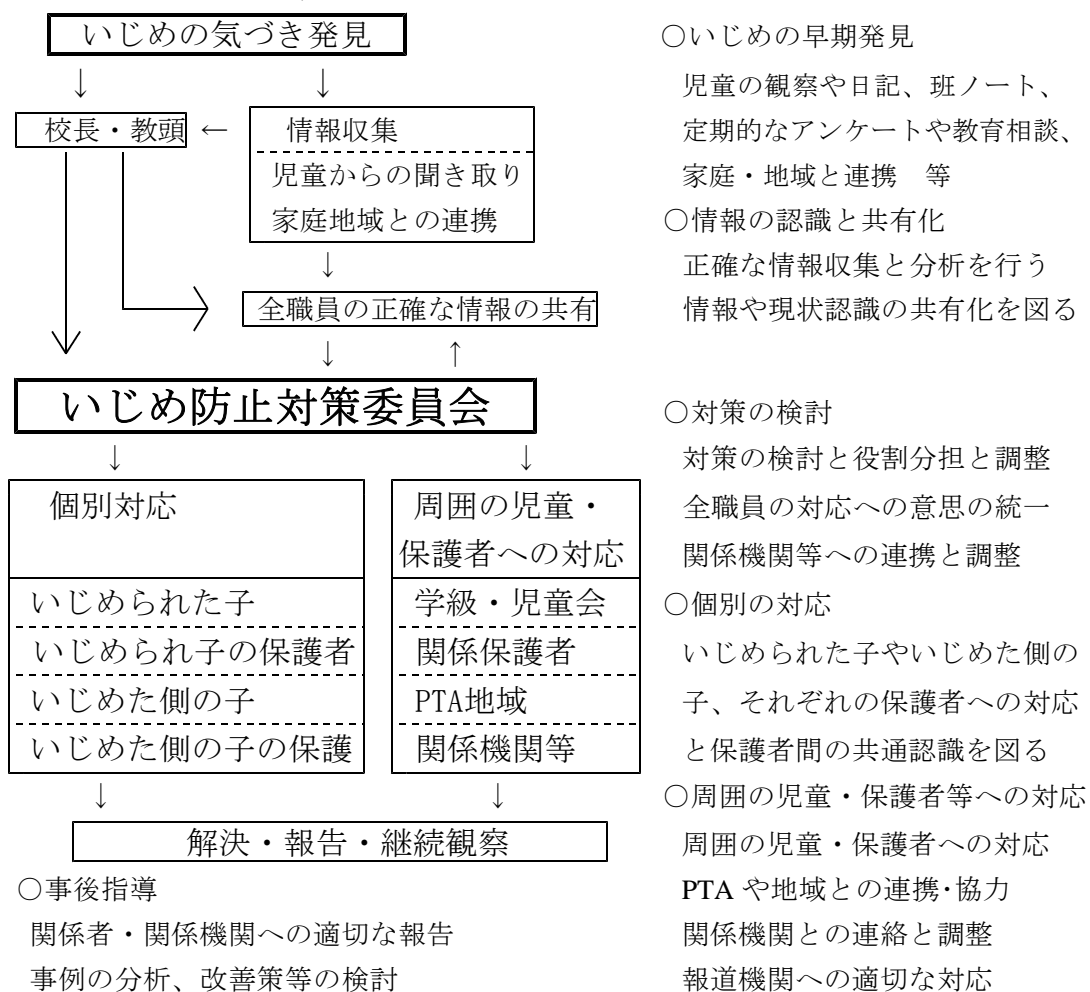 いじめの気づき発見
↓ ↓
校長・教頭 ← 情報収集
児童からの聞き取り
家庭地域との連携
↓
全職員の正確な情報の共有
↓ ↑
いじめ防止対策委員会
↓ ↓
個別対応
いじめられた子
いじめられ子の保護者
いじめた側の子
いじめた側の子の保護
周囲の児童・
保護者への対応
学級・児童会
関係保護者
PTA地域
関係機関等
↓ ↓
解決・報告・継続観察
○事後指導
関係者・関係機関への適切な報告
事例の分析、改善策等の検討
○いじめの早期発見
児童の観察や日記、班ノート、
定期的なアンケートや教育相談、
家庭・地域と連携　等
○情報の認識と共有化
正確な情報収集と分析を行う
情報や現状認識の共有化を図る
○対策の検討
対策の検討と役割分担と調整
全職員の対応への意思の統一
関係機関等への連携と調整
○個別の対応
いじめられた子やいじめた側の
子、それぞれの保護者への対応
と保護者間の共通認識を図る
○周囲の児童・保護者等への対応
周囲の児童・保護者への対応
PTA や地域との連携・協力
関係機関との連絡と調整
報道機関への適切な対応